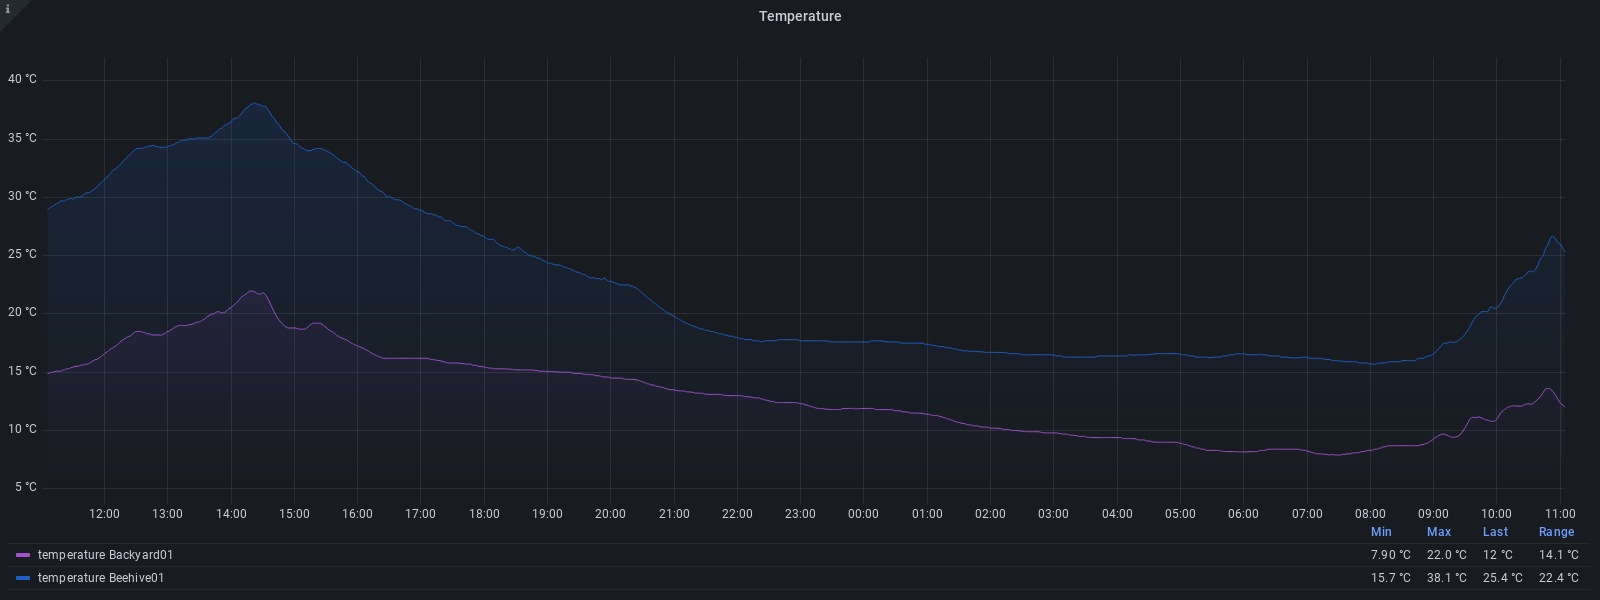 i
Temperature
40 °C
35 °C
30 °C
25 °C
20 °C
15 °C
10 °C
5 °C
12:00 13:00 14:00 15:00 16:00 17:00 18:00 19:00 20:00 21:00 22:00 23:00 00:00 01:00 02:00 03:00 04:00 05:00 06:00 07:00 08:00 09:00 10:00 11:00
Min Max Last Range
temperature Backyard01 7.90 °C 22.0 °C 12 °C 14.1 °C
temperature Beehive01 15.7 °C 38.1 °C 25.4 °C 22.4 °C